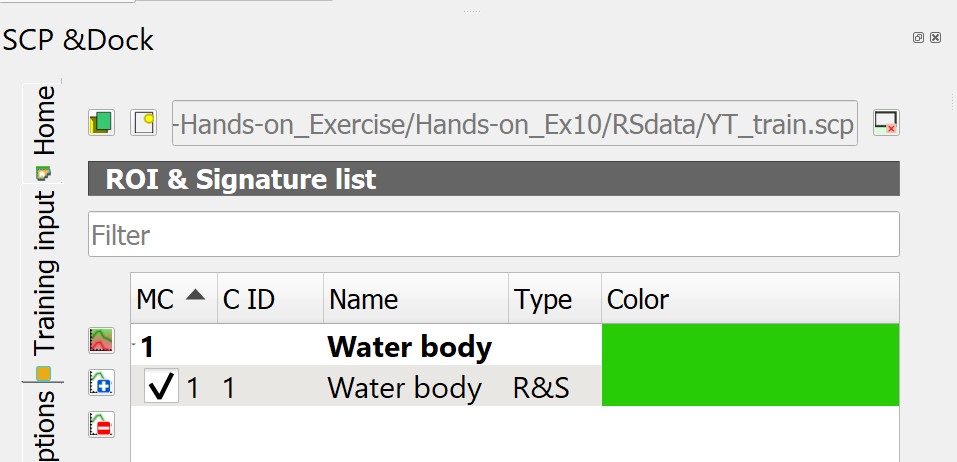 SCP &Dock
Home
Training input
ptions
-Hands-on_Exercise/Hands-on_Ex10/RSdata/YT_train.scp
ROI & Signature list
Filter
MC C ID Name Type Color
1 Water body
1 1 Water body R&S